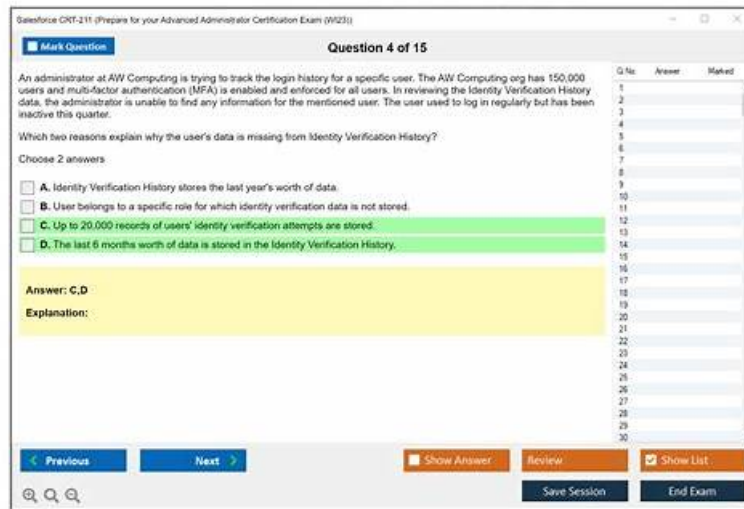 Salesforce CRT-211 (Prepare for your Advanced Administrator Certification Exam (WI23))
Mark Question
Question 4 of 15
Q No. Answer Marked
An administrator at AW Computing is trying to track the login history for a specific user. The AW Computing org has 150,000
users and multi-factor authentication (MFA) is enabled and enforced for all users. In reviewing the Identity Verification History
data, the administrator is unable to find any information for the mentioned user. The user used to log in regularly but has been
inactive this quarter.
Which two reasons explain why the user's data is missing from Identity Verification History?
Choose 2 answers
A. Identity Verification History stores the last year's worth of data.
B. User belongs to a specific role for which identity verification data is not stored.
C. Up to 20,000 records of users' identity verification attempts are stored.
D. The last 6 months worth of data is stored in the Identity Verification History.
Answer: C,D
Explanation:
1
2
3
4
5
6
7
8
9
10
11
12
13
14
15
16
17
18
19
20
21
22
23
24
25
26
27
28
29
30
Previous
Next
Show Answer
Review
Show List
Save Session
End Exam